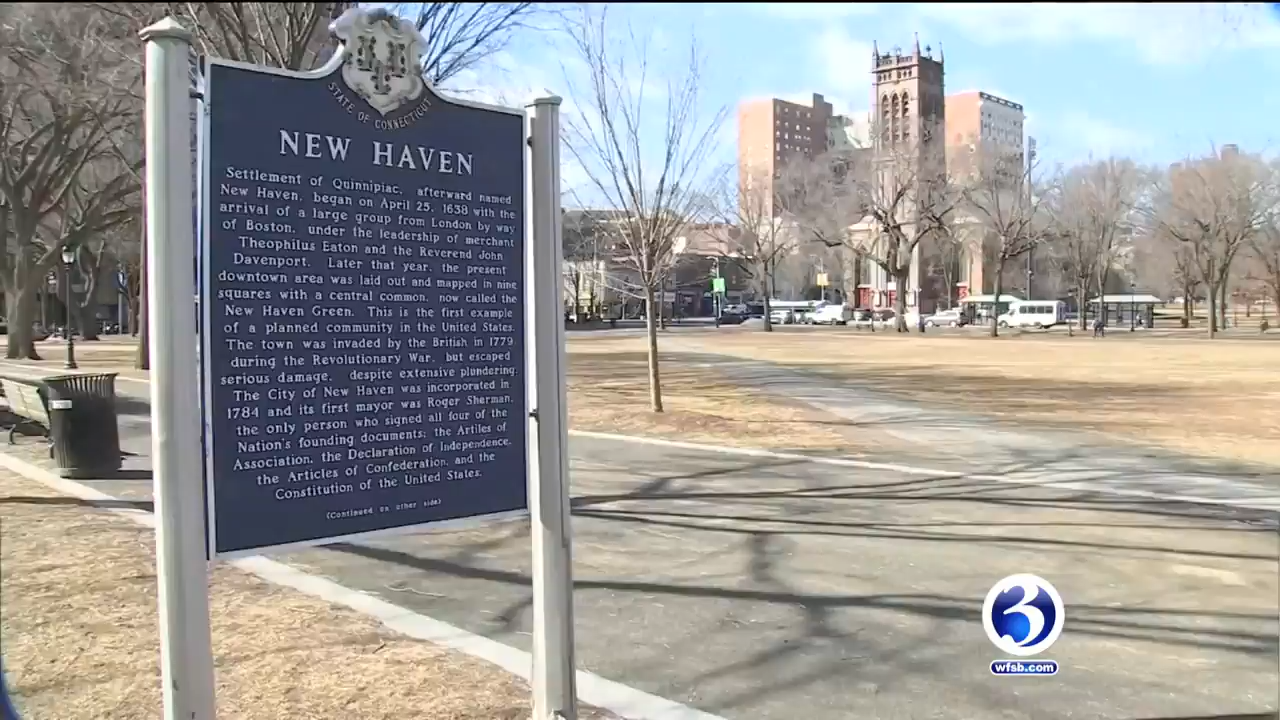 STATE OF CONNECTICUT
NEW HAVEN
Settlement of Quinnipiac, afterward named
New Haven, began on April 25, 1638 with the
arrival of a large group from London by way
of Boston, under the leadership of merchant
Theophilus Eaton and the Reverend John
Davenport. Later that year, the present
downtown area was laid out and mapped in nine
squares with a central common, now called the
New Haven Green. This is the first example
of a planned community in the United States.
The town was invaded by the British in 1779
during the Revolutionary War, but escaped
serious damage, despite extensive plundering.
The City of New Haven was incorporated in
1784 and its first mayor was Roger Sherman,
the only person who signed all four of the
Nation's founding documents: the Artiles of
Association, the Declaration of Independence,
the Articles of Confederation, and the
Constitution of the United States.
(Continued on other side)
3
wfsb.com